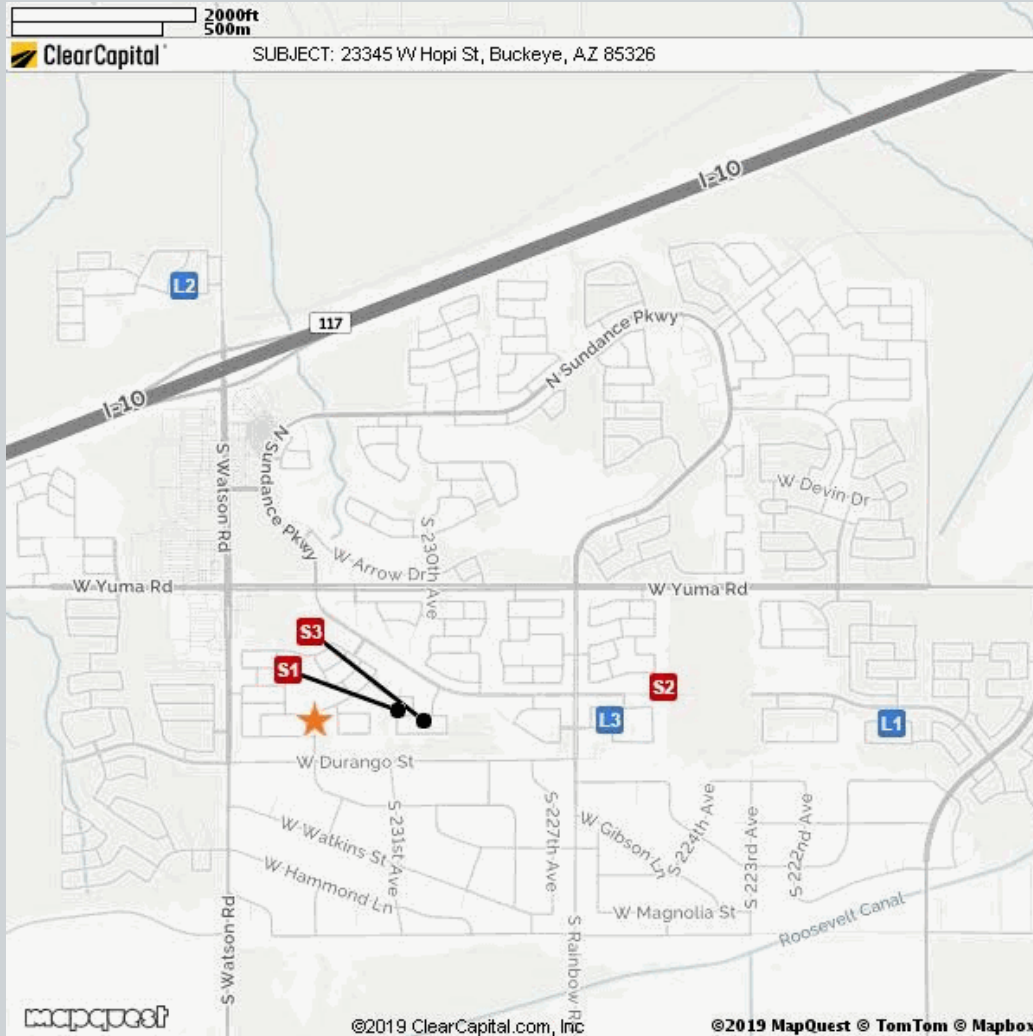 2000ft
500m
ClearCapital
SUBJECT: 23345 W Hopi St, Buckeye, AZ 85326
I-10
L2
117
N Sundance Pkwy
I-10
N
Sundance Pkwy
S Watson Rd
W Devin Dr
S 230th Ave
W Arrow Dr
W Yuma Rd
W Yuma Rd
S3
S1
S2
L3
L1
W Durango St
S 231st Ave
S 227th Ave
W Gibson Ln
S 224th Ave
S 223rd Ave
S 222nd Ave
W Watkins St
W Hammond Ln
W Magnolia St
Roosevelt Canal
S Watson Rd
S Rainbow R
mapquest
©2019 ClearCapital.com, Inc
©2019 MapQuest © TomTom © Mapbo